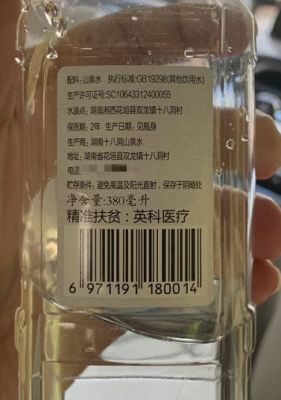 配料:山泉水 执行标准:GB19298(其他饮用水)
生产许可证号:SC10643312400055
水源点:湖南湘西花垣县双龙镇十八洞村
保质期:2年 生产日期:见瓶身
生产商:湖南十八洞山泉水
地址:湖南省花垣县双龙镇十八洞村
电话:
贮存条件:避免高温及阳光直射,保存于阴暗处
净含量:380毫升
精准扶贫:英科医疗
6 971191 180014